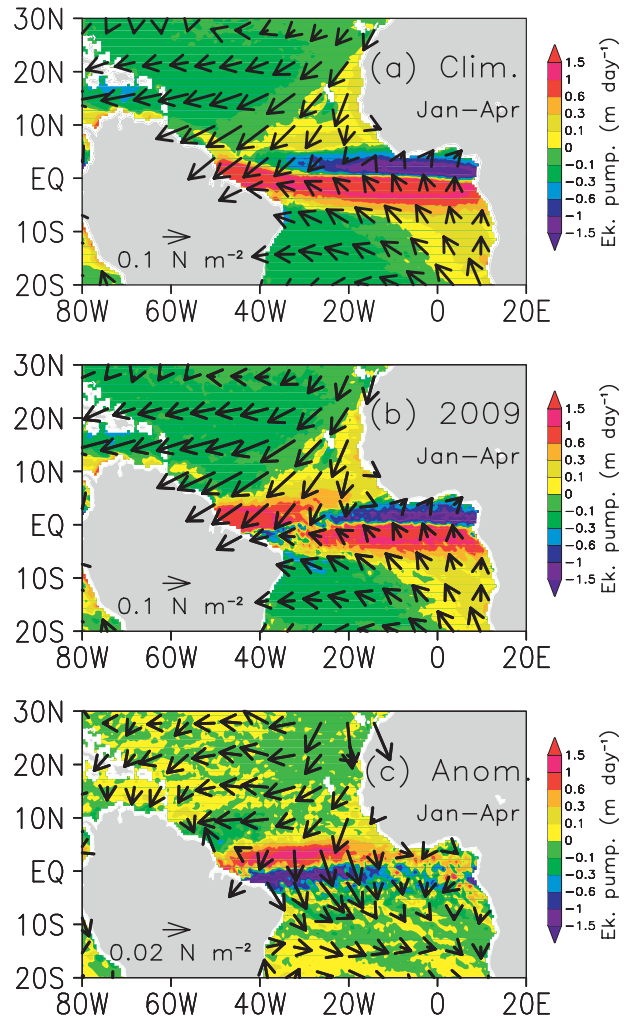 30N
20N
10N
EQ
10S
20S
80W 60W 40W 20W 0 20E
(a) Clim.
Jan-Apr
0.1 N m⁻²
1.5
1
0.6
0.3
0.1
0
-0.1
-0.3
-0.6
-1
-1.5
Ek. pump. (m day⁻¹)
30N
20N
10N
EQ
10S
20S
80W 60W 40W 20W 0 20E
(b) 2009
Jan-Apr
0.1 N m⁻²
1.5
1
0.6
0.3
0.1
0
-0.1
-0.3
-0.6
-1
-1.5
Ek. pump. (m day⁻¹)
30N
20N
10N
EQ
10S
20S
80W 60W 40W 20W 0 20E
(c) Anom.
Jan-Apr
0.02 N m⁻²
1.5
1
0.6
0.3
0.1
0
-0.1
-0.3
-0.6
-1
-1.5
Ek. pump. (m day⁻¹)